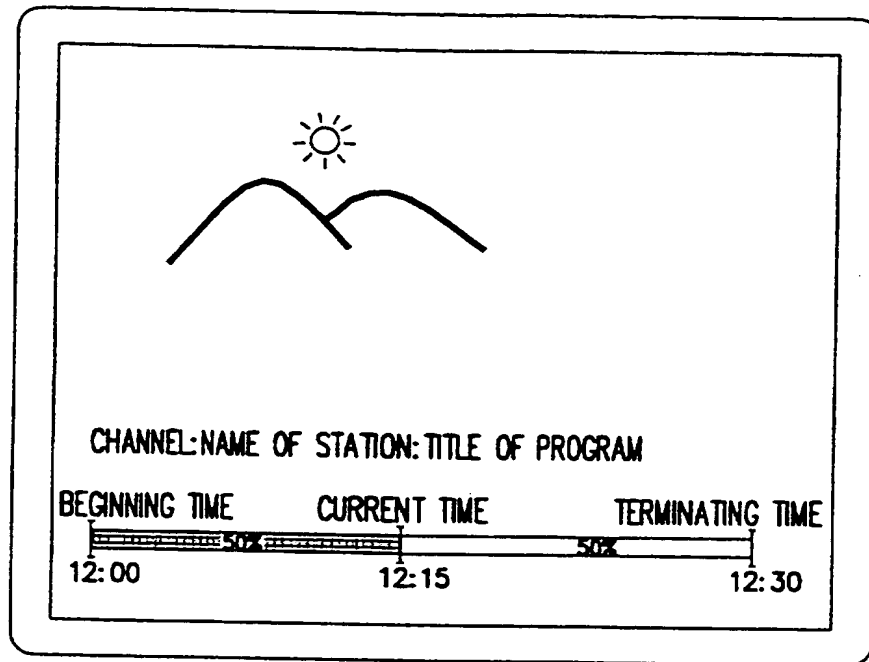 CHANNEL:NAME OF STATION:TITLE OF PROGRAM
BEGINNING TIME CURRENT TIME TERMINATING TIME
50% 50%
12:00 12:15 12:30